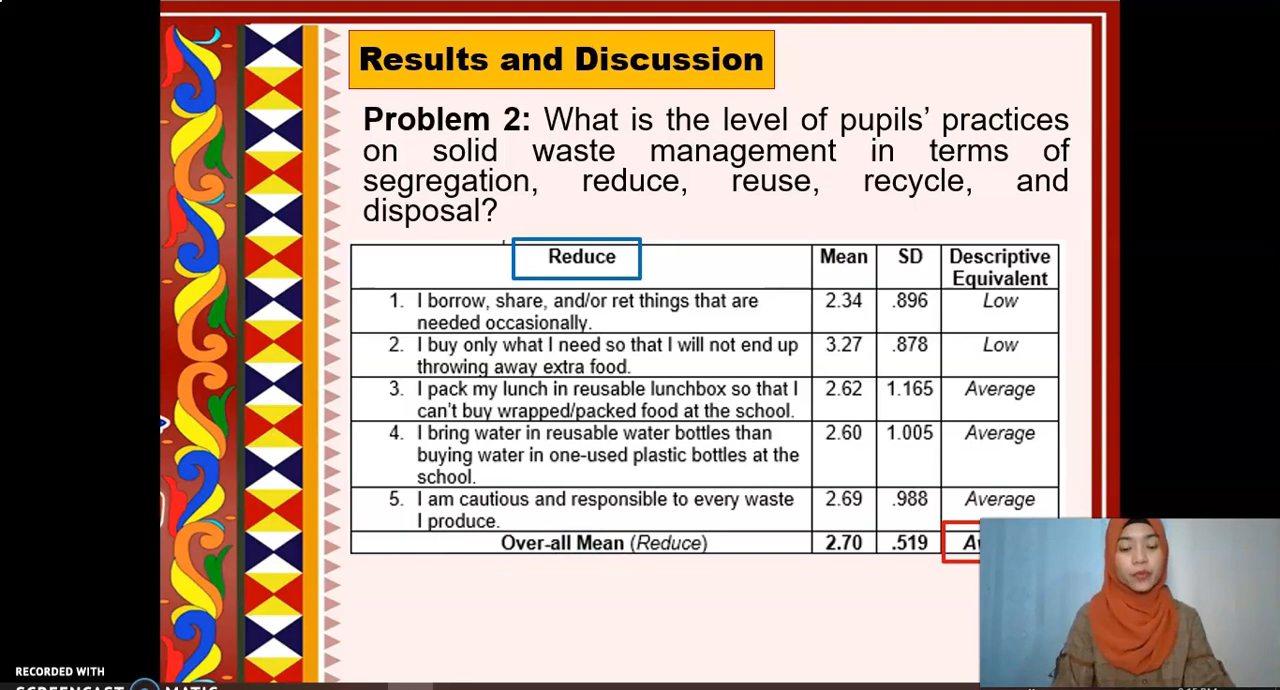 Results and Discussion
Problem 2: What is the level of pupils' practices
on solid waste management in terms of
segregation, reduce, reuse, recycle, and
disposal?
Reduce Mean SD Descriptive
Equivalent
1. I borrow, share, and/or ret things that are 2.34 .896 Low
needed occasionally.
2. I buy only what I need so that I will not end up 3.27 .878 Low
throwing away extra food.
3. I pack my lunch in reusable lunchbox so that I 2.62 1.165 Average
can't buy wrapped/packed food at the school.
4. I bring water in reusable water bottles than 2.60 1.005 Average
buying water in one-used plastic bottles at the
school.
5. I am cautious and responsible to every waste 2.69 .988 Average
I produce.
Over-all Mean (Reduce) 2.70 .519
RECORDED WITH